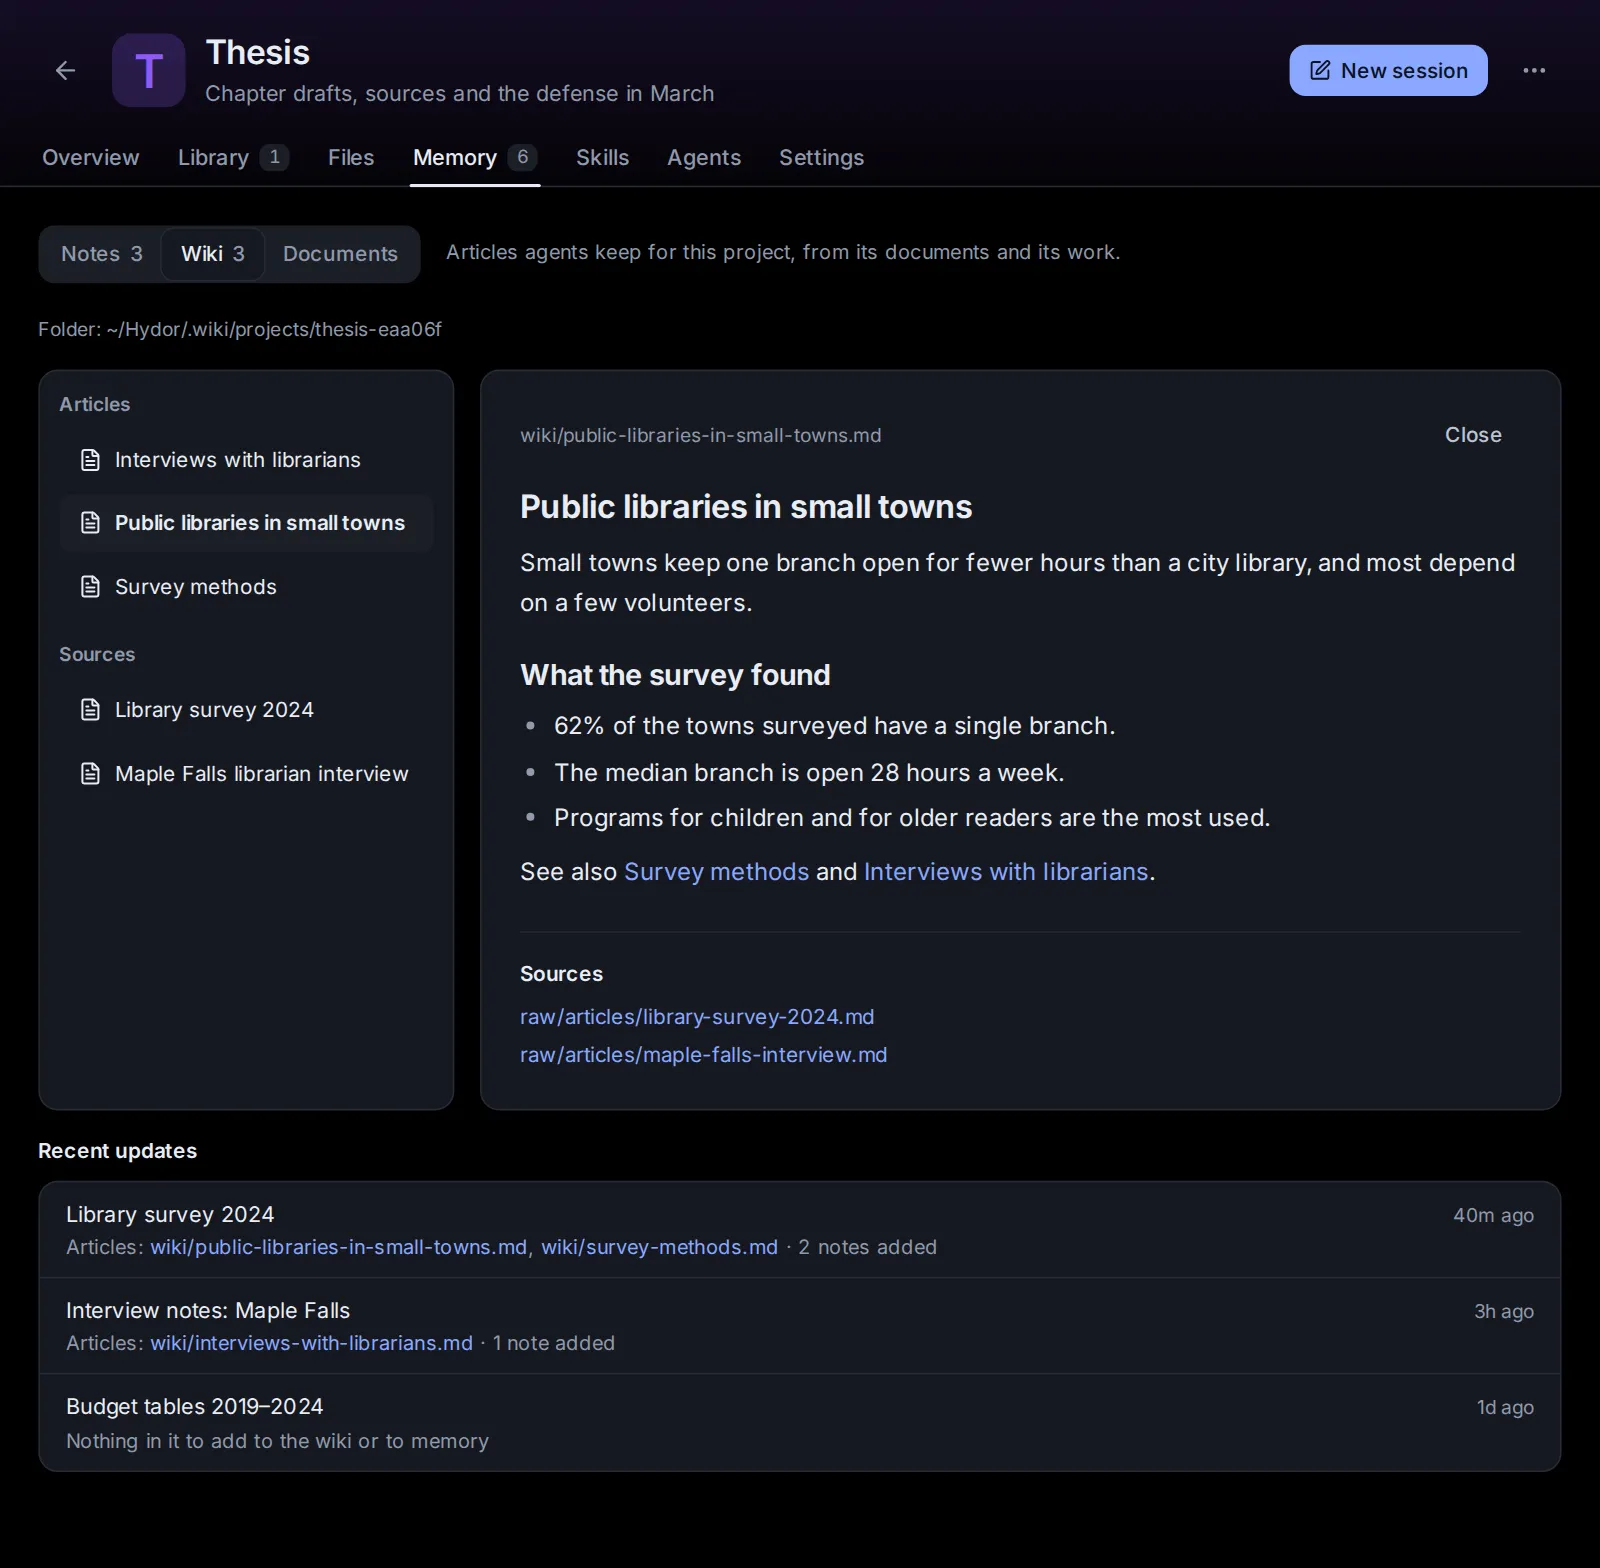 T
Thesis
Chapter drafts, sources and the defense in March
New session
Overview Library 1 Files Memory 6 Skills Agents Settings
Notes 3 Wiki 3 Documents
Articles agents keep for this project, from its documents and its work.
Folder: ~/Hydor/.wiki/projects/thesis-eaa06f
Articles
Interviews with librarians
Public libraries in small towns
Survey methods
Sources
Library survey 2024
Maple Falls librarian interview
wiki/public-libraries-in-small-towns.md
Close
Public libraries in small towns
Small towns keep one branch open for fewer hours than a city library, and most depend
on a few volunteers.
What the survey found
• 62% of the towns surveyed have a single branch.
• The median branch is open 28 hours a week.
• Programs for children and for older readers are the most used.
See also Survey methods and Interviews with librarians.
Sources
raw/articles/library-survey-2024.md
raw/articles/maple-falls-interview.md
Recent updates
Library survey 2024
40m ago
Articles: wiki/public-libraries-in-small-towns.md, wiki/survey-methods.md · 2 notes added
Interview notes: Maple Falls
3h ago
Articles: wiki/interviews-with-librarians.md · 1 note added
Budget tables 2019–2024
1d ago
Nothing in it to add to the wiki or to memory